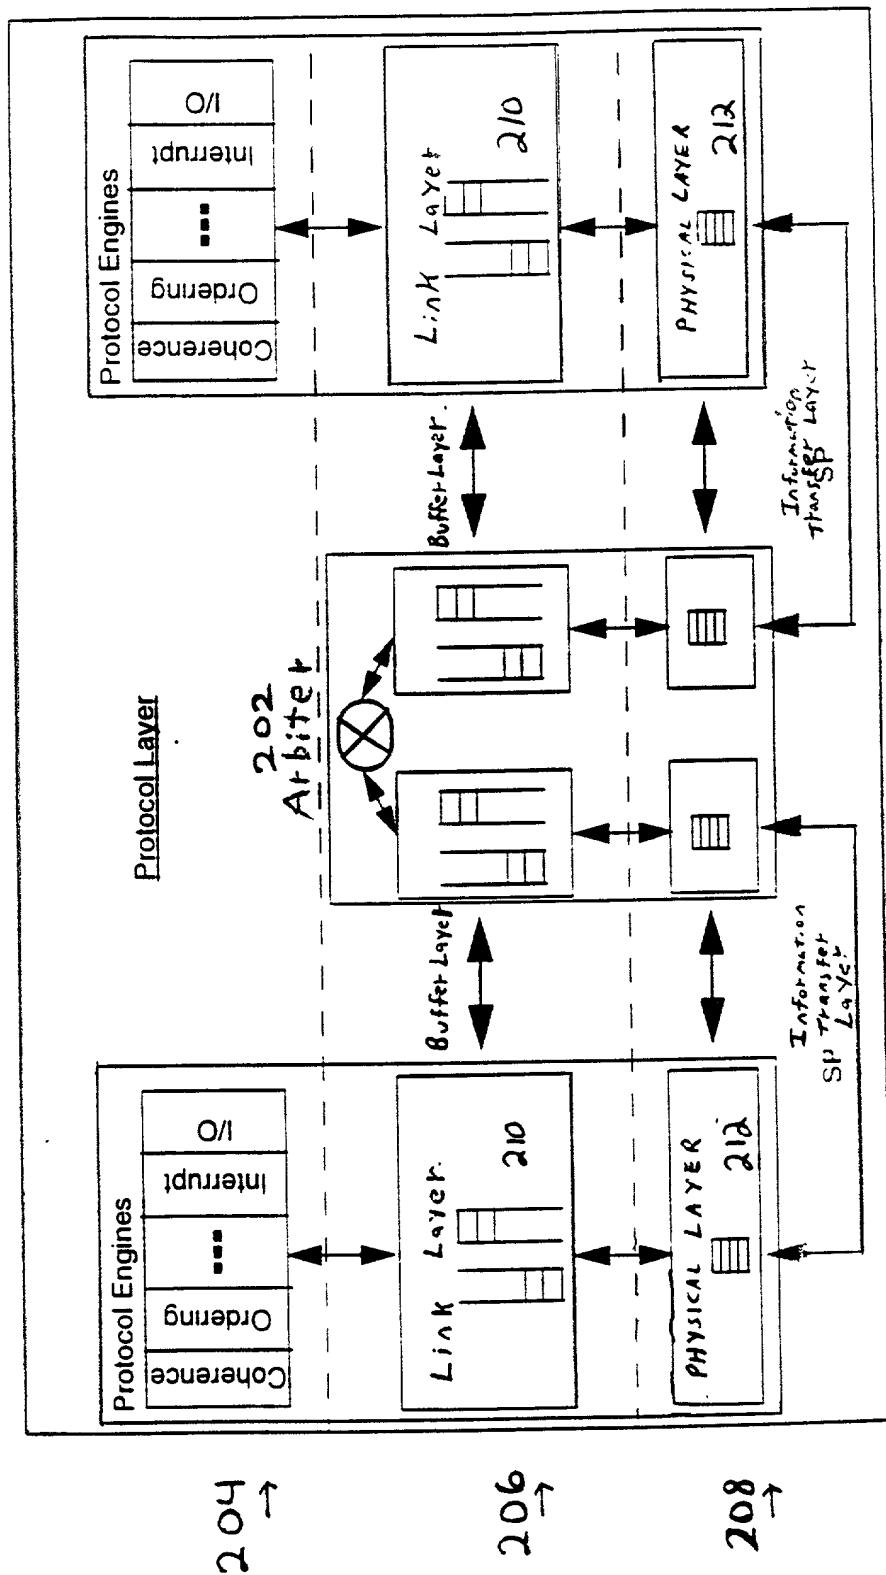 Protocol Layer
204
Protocol Engines
Coherence
Ordering
Interrupt
I/O
202
Arbiter
Protocol Engines
Coherence
Ordering
Interrupt
I/O
206
Link Layer
210
Buffer Layer
Buffer Layer.
Link Layer
210
208
PHYSICAL LAYER
212
PHYSICAL LAYER
212
Information
SP Transfer
Layer
Information
Transfer Layer
SP